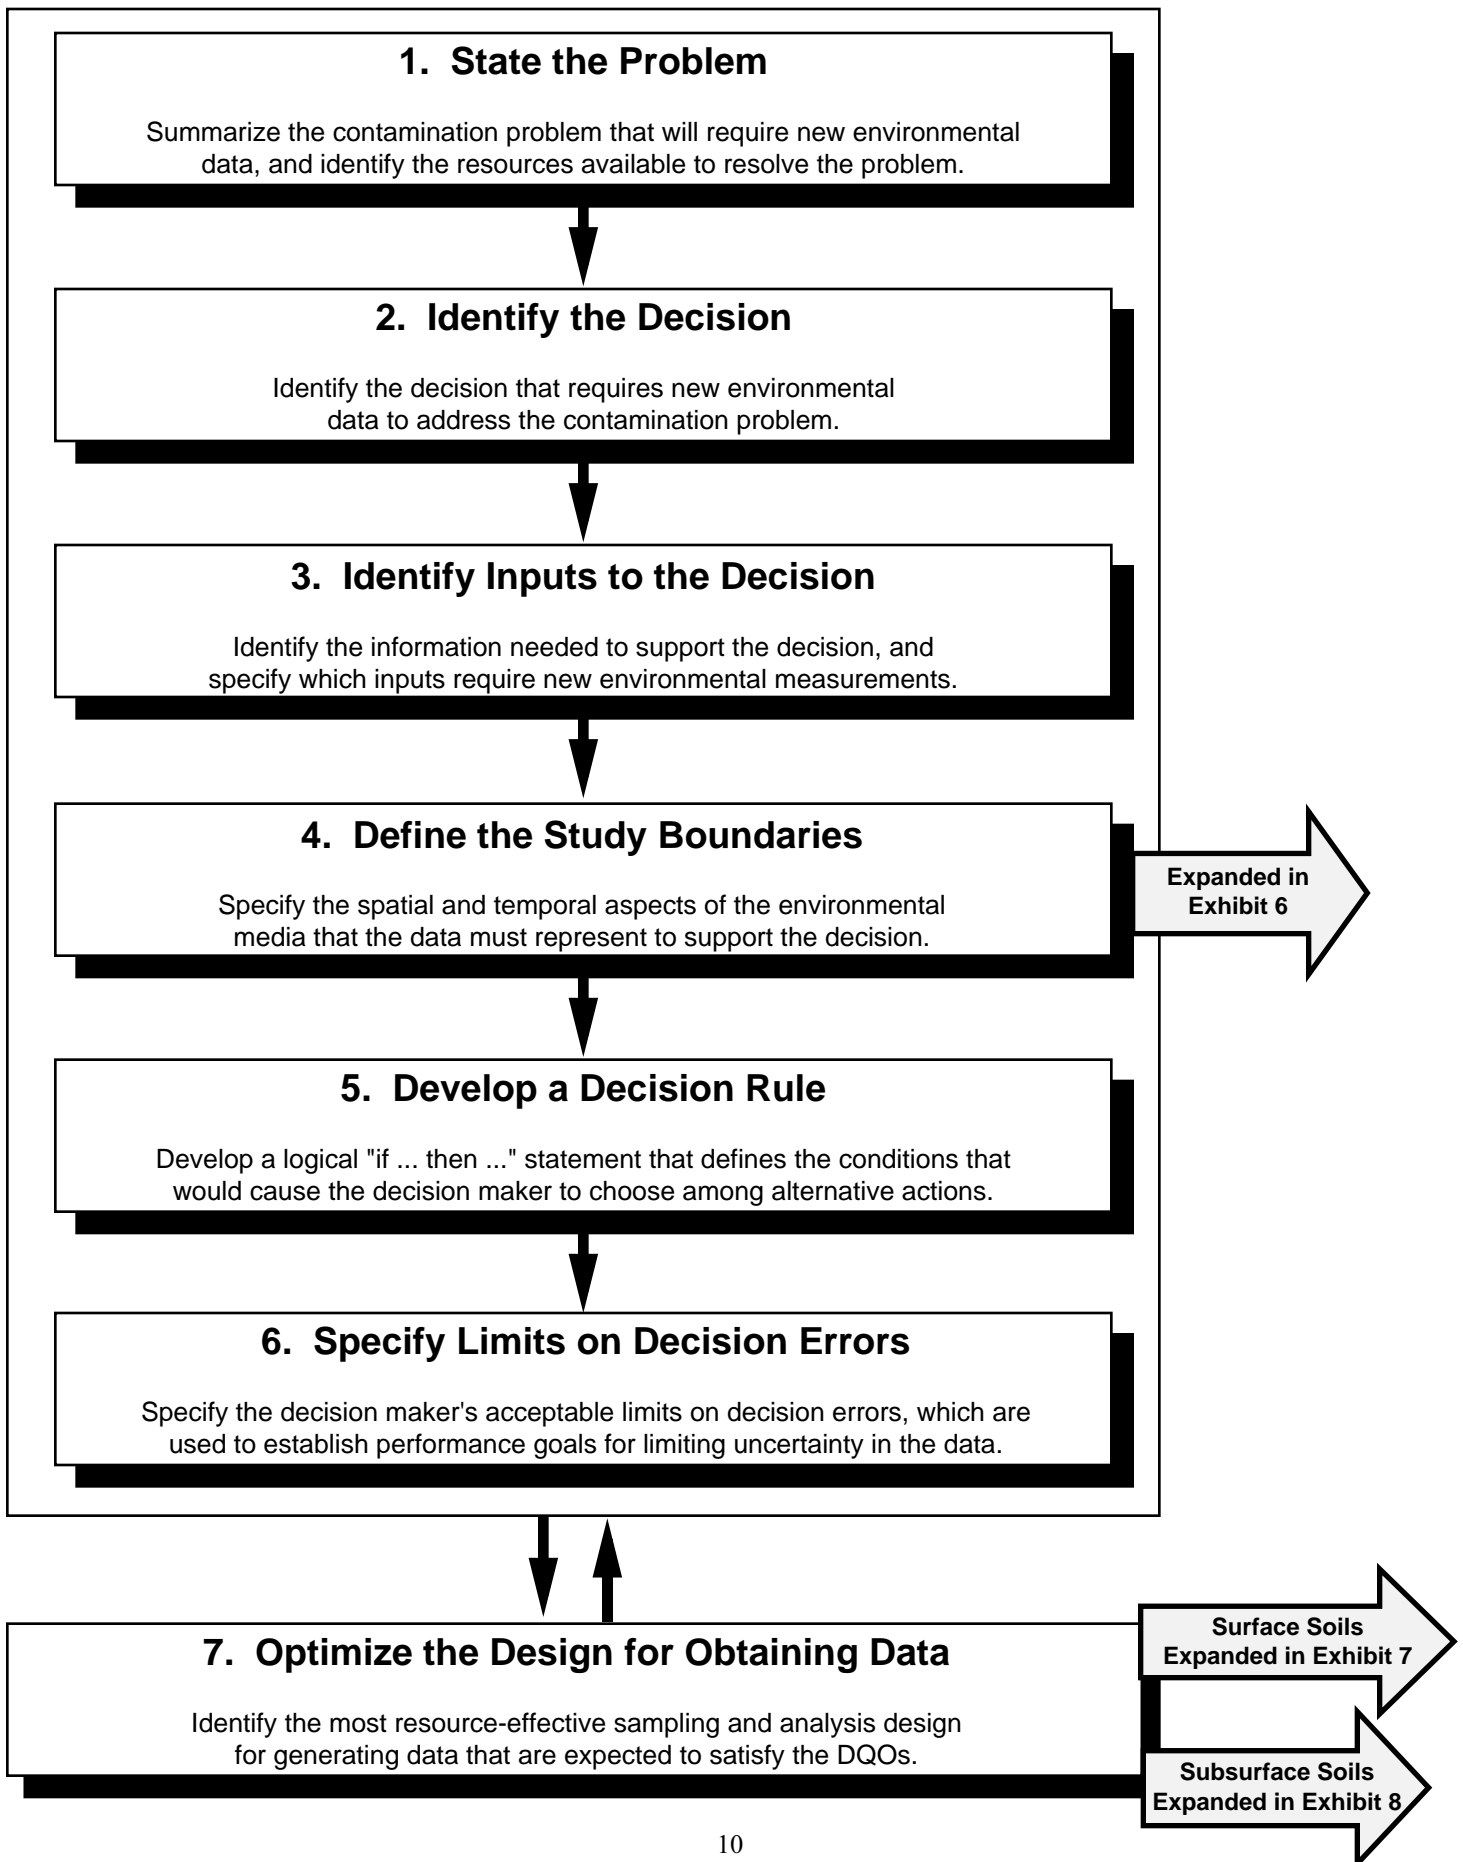 1. State the Problem
Summarize the contamination problem that will require new environmental
data, and identify the resources available to resolve the problem.
2. Identify the Decision
Identify the decision that requires new environmental
data to address the contamination problem.
3. Identify Inputs to the Decision
Identify the information needed to support the decision, and
specify which inputs require new environmental measurements.
4. Define the Study Boundaries
Specify the spatial and temporal aspects of the environmental
media that the data must represent to support the decision.
Expanded in
Exhibit 6
5. Develop a Decision Rule
Develop a logical "if ... then ..." statement that defines the conditions that
would cause the decision maker to choose among alternative actions.
6. Specify Limits on Decision Errors
Specify the decision maker's acceptable limits on decision errors, which are
used to establish performance goals for limiting uncertainty in the data.
7. Optimize the Design for Obtaining Data
Identify the most resource-effective sampling and analysis design
for generating data that are expected to satisfy the DQOs.
Surface Soils
Expanded in Exhibit 7
Subsurface Soils
Expanded in Exhibit 8
10